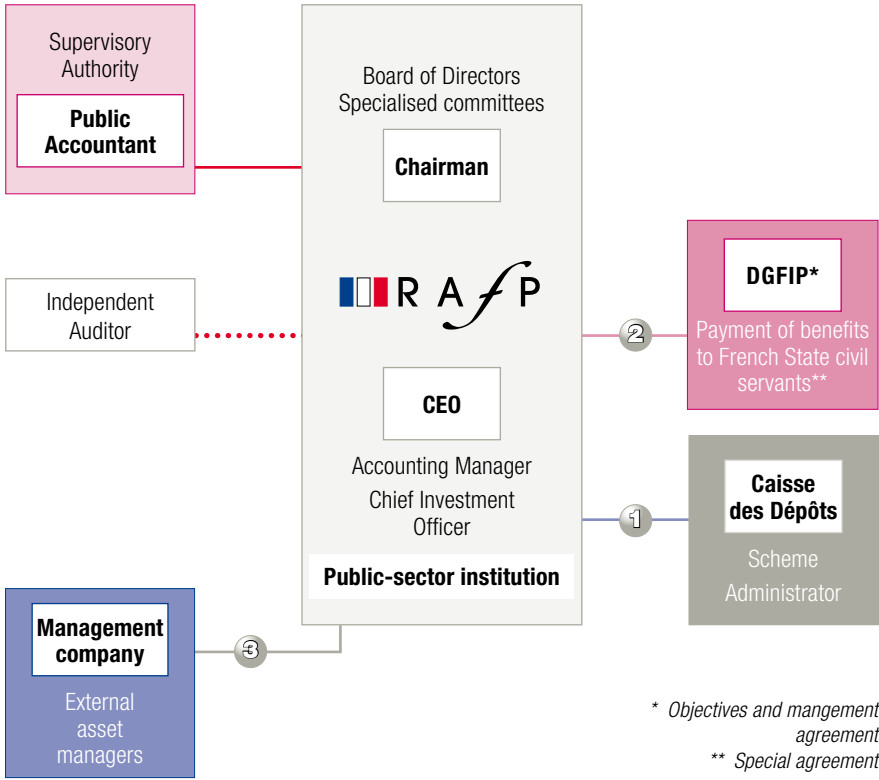 Supervisory
Authority
Public
Accountant
Independent
Auditor
Management
company
External
asset
managers
3
Board of Directors
Specialised committees
Chairman
RAfP
CEO
Accounting Manager
Chief Investment
Officer
Public-sector institution
2
DGFIP*
Payment of benefits
to French State civil
servants**
1
Caisse
des Dépôts
Scheme
Administrator
* Objectives and mangement
agreement
** Special agreement